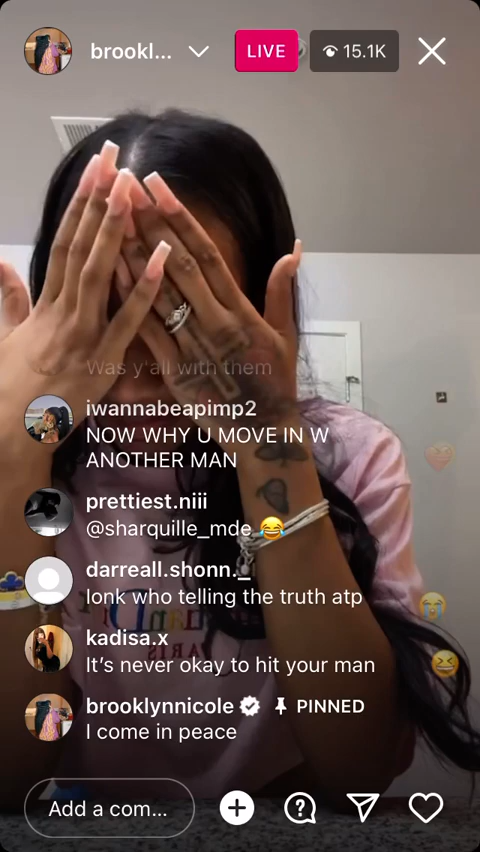 brookl...
LIVE
15.1K
Was y'all with them
iwannabeapimp2
NOW WHY U MOVE IN W
ANOTHER MAN
prettiest.niii
@sharquille_mde 😂
darreall.shonn._
Ionk who telling the truth atp
kadisa.x
It’s never okay to hit your man
brooklynnicole PINNED
I come in peace
PARIS
Add a com...